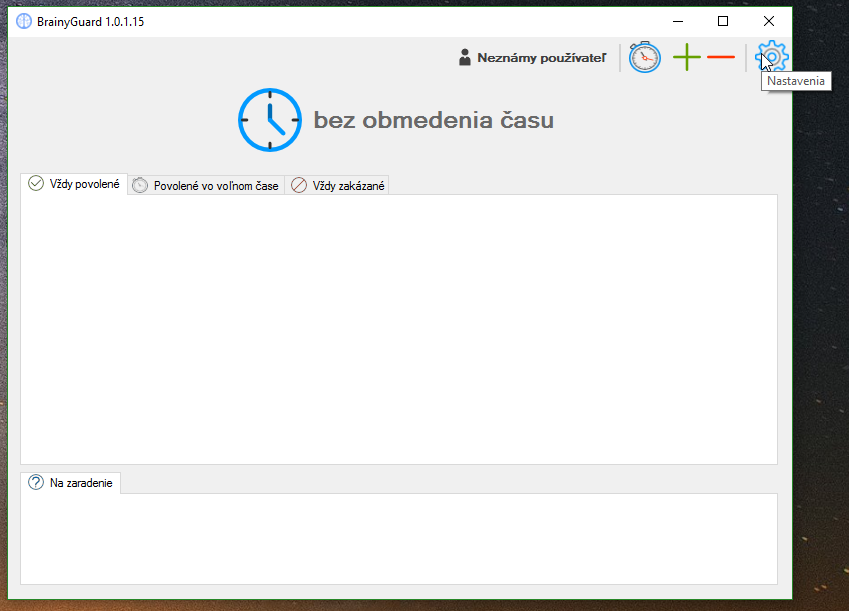 BrainyGuard 1.0.1.15
Neznámy používateľ
Nastavenia
bez obmedenia času
Vždy povolené
Povolené vo voľnom čase
Vždy zakázané
Na zaradenie